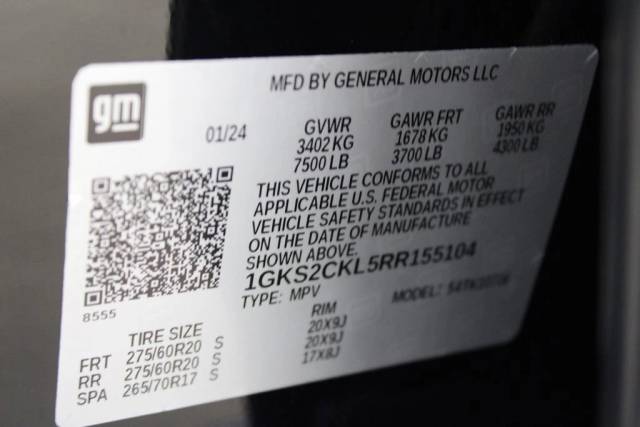 gm
MFD BY GENERAL MOTORS LLC
01/24 GVWR GAWR FRT GAWR RR
3402 KG 1678 KG 1950 KG
7500 LB 3700 LB 4300 LB
THIS VEHICLE CONFORMS TO ALL
APPLICABLE U.S. FEDERAL MOTOR
VEHICLE SAFETY STANDARDS IN EFFECT
ON THE DATE OF MANUFACTURE
SHOWN ABOVE.
1GKS2CKL5RR155104
TYPE: MPV MODEL:
8555
TIRE SIZE RIM
FRT 275/60R20 S 20X9J
RR 275/60R20 S 20X9J
SPA 265/70R17 S 17X8J